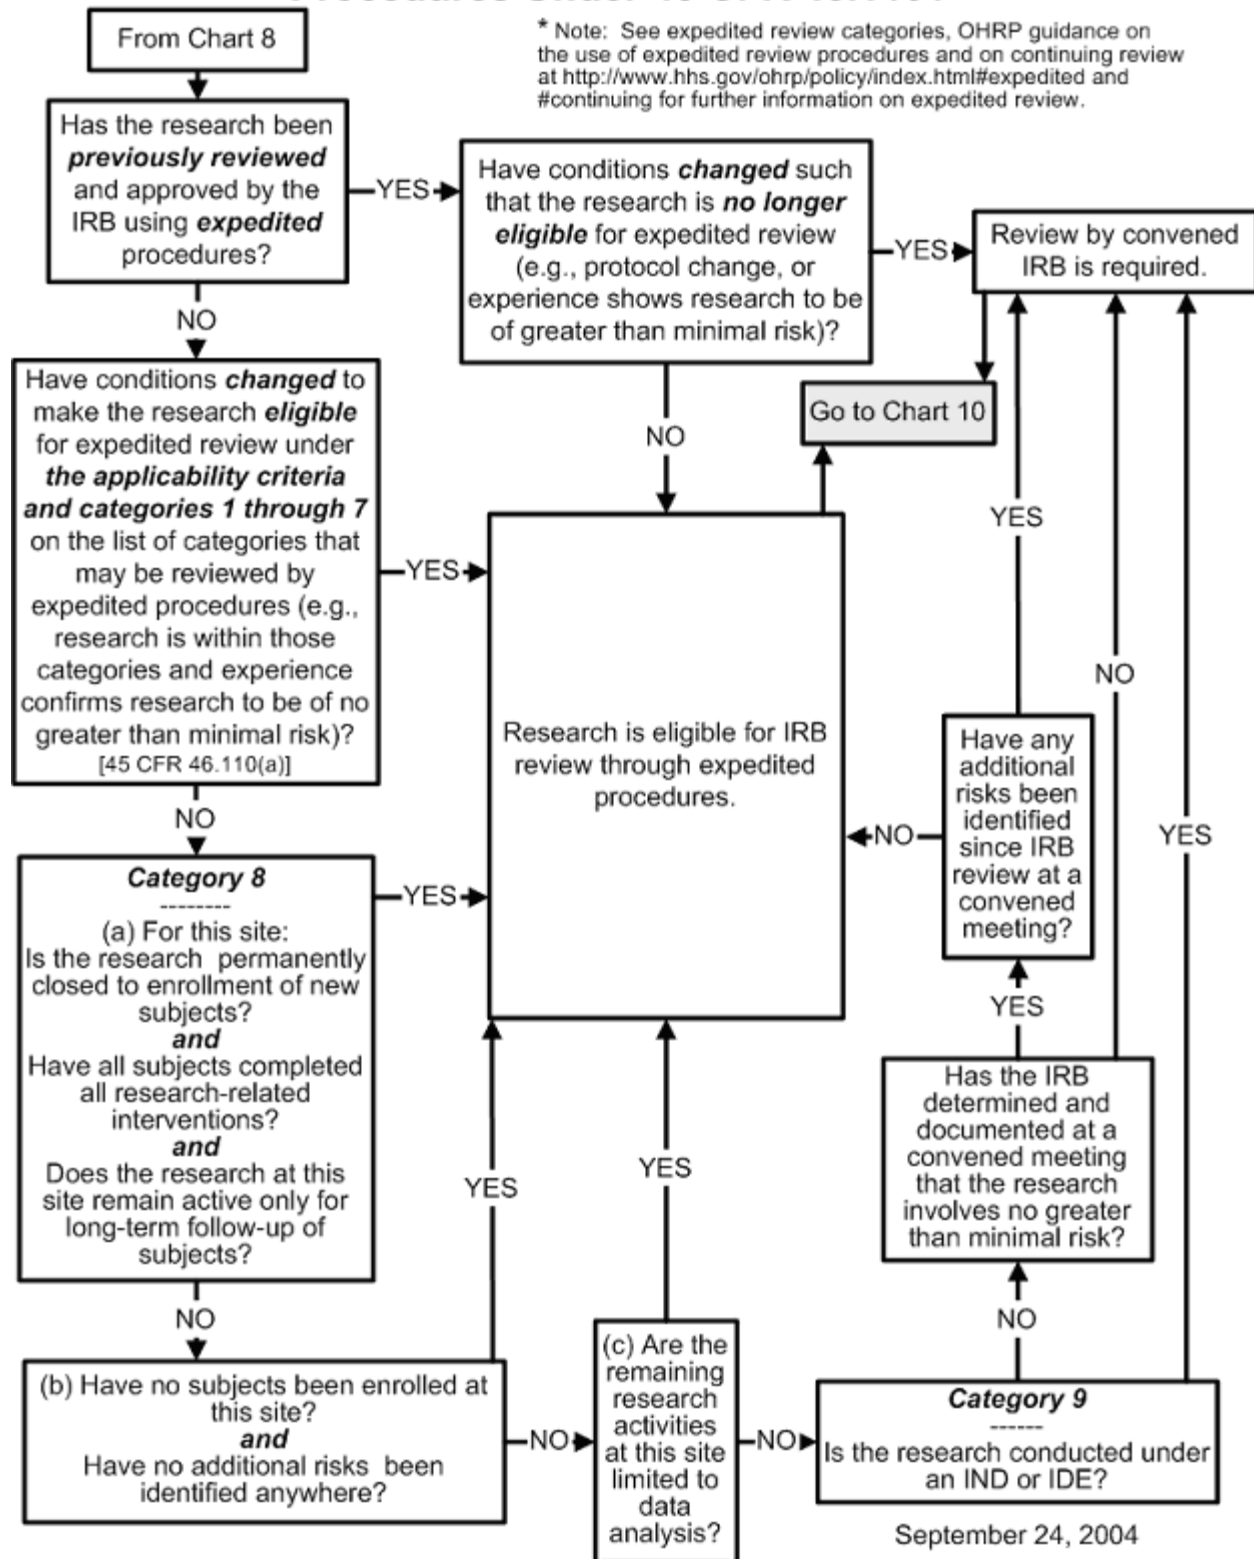 From Chart 8
* Note: See expedited review categories, OHRP guidance on
the use of expedited review procedures and on continuing review
at http://www.hhs.gov/ohrp/policy/index.html#expedited and
#continuing for further information on expedited review.
Has the research been
previously reviewed
and approved by the
IRB using expedited
procedures?
YES
Have conditions changed such
that the research is no longer
eligible for expedited review
(e.g., protocol change, or
experience shows research to be
of greater than minimal risk)?
YES
Review by convened
IRB is required.
NO
Have conditions changed to
make the research eligible
for expedited review under
the applicability criteria
and categories 1 through 7
on the list of categories that
may be reviewed by
expedited procedures (e.g.,
research is within those
categories and experience
confirms research to be of no
greater than minimal risk)?
[45 CFR 46.110(a)]
NO
Go to Chart 10
YES
YES
NO
YES
Research is eligible for IRB
review through expedited
procedures.
Have any
additional
risks been
identified
since IRB
review at a
convened
meeting?
NO
NO
YES
Category 8
--------
(a) For this site:
Is the research permanently
closed to enrollment of new
subjects?
and
Have all subjects completed
all research-related
interventions?
and
Does the research at this
site remain active only for
long-term follow-up of
subjects?
YES
YES
Has the IRB
determined and
documented at a
convened meeting
that the research
involves no greater
than minimal risk?
YES
YES
NO
NO
(b) Have no subjects been enrolled at
this site?
and
Have no additional risks been
identified anywhere?
NO
(c) Are the
remaining
research
activities
at this site
limited to
data
analysis?
NO
Category 9
------
Is the research conducted under
an IND or IDE?
September 24, 2004